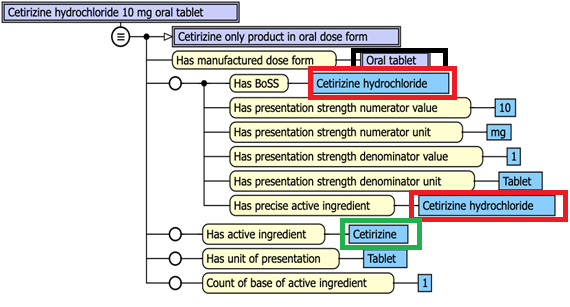 Cetirizine hydrochloride 10 mg oral tablet
Cetirizine only product in oral dose form
Has manufactured dose form Oral tablet
Has BoSS Cetirizine hydrochloride
Has presentation strength numerator value 10
Has presentation strength numerator unit mg
Has presentation strength denominator value 1
Has presentation strength denominator unit Tablet
Has precise active ingredient Cetirizine hydrochloride
Has active ingredient Cetirizine
Has unit of presentation Tablet
Count of base of active ingredient 1